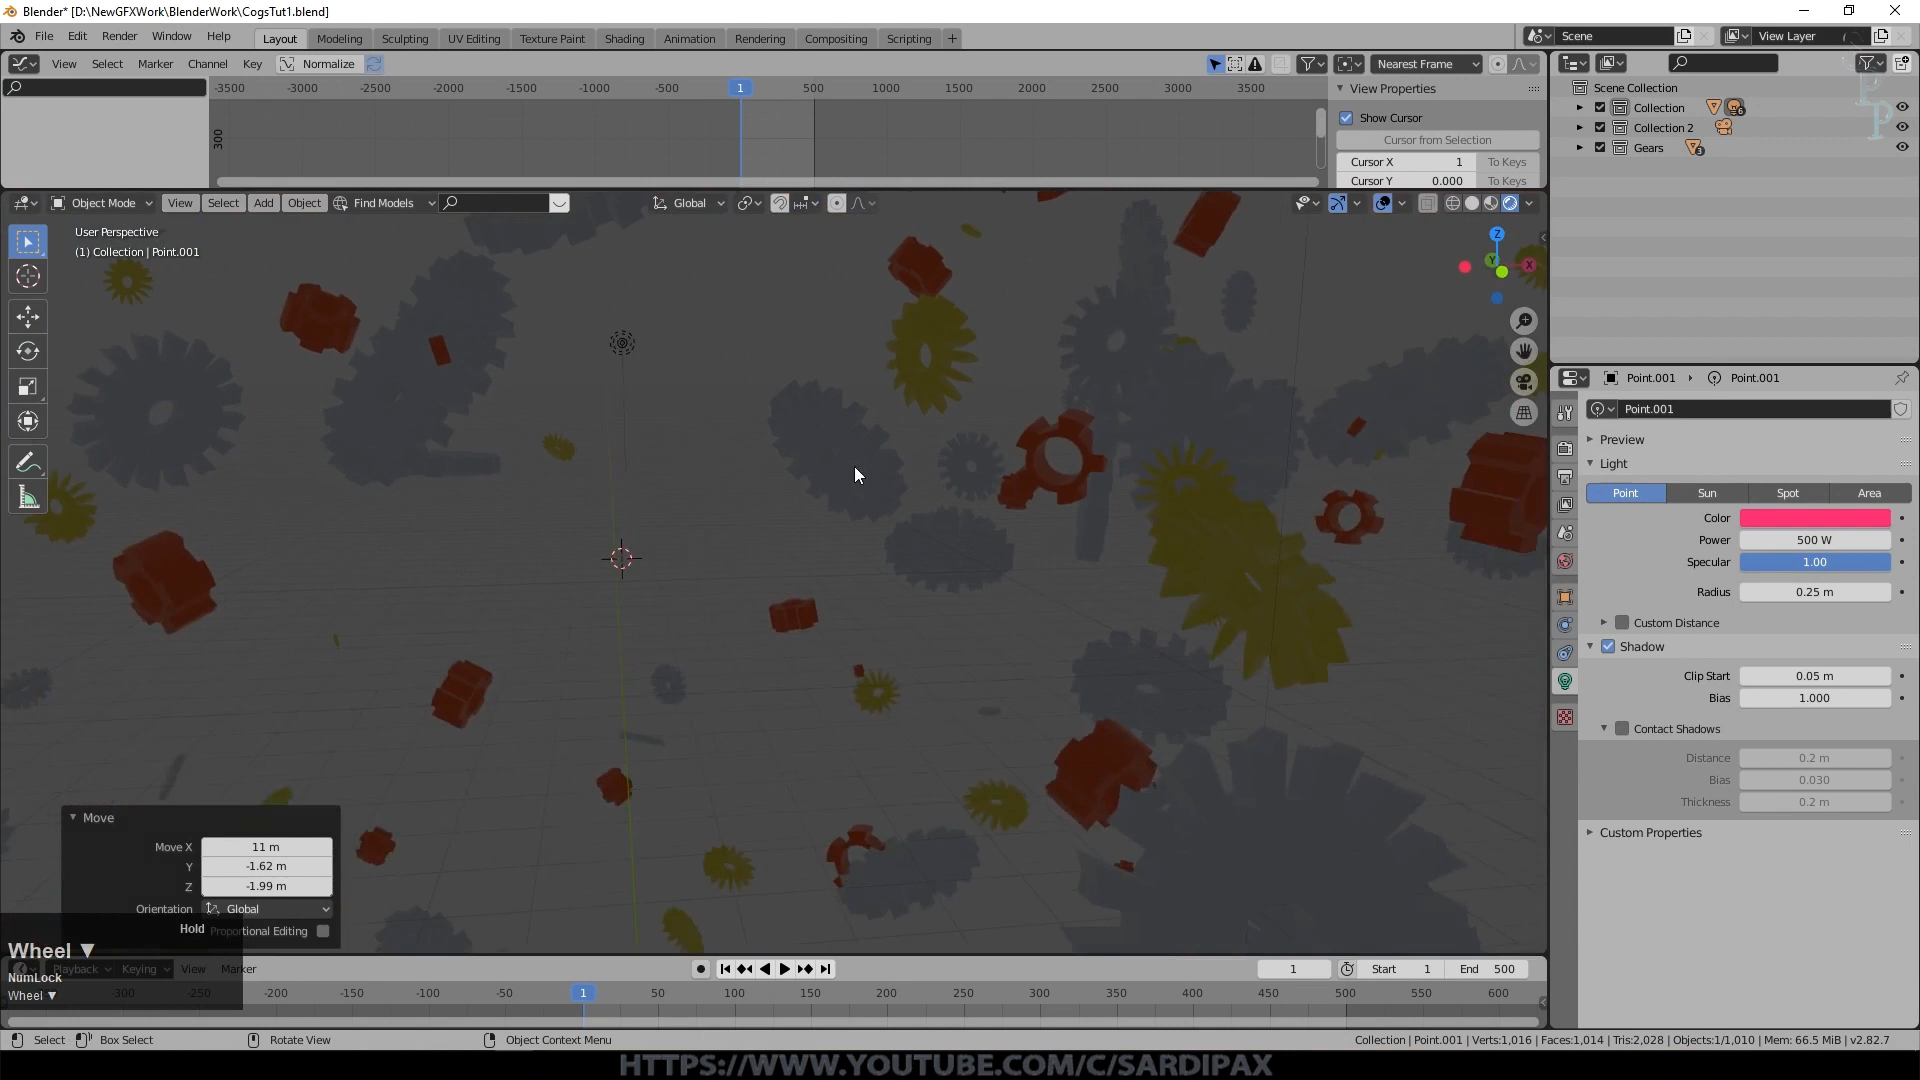 Blender* [D:\NewGFXWork\BlenderWork\CogsTut1.blend]
File Edit Render Window Help Layout Modeling Sculpting UV Editing Texture Paint Shading Animation Rendering Compositing Scripting + Scene View Layer
View Select Marker Channel Key Normalize Nearest Frame
-3500 -3000 -2500 -2000 -1500 -1000 -500 1 500 1000 1500 2000 2500 3000 3500
300
View Properties
Show Cursor
Cursor from Selection
Cursor X 1 To Keys
Cursor Y 0.000 To Keys
Scene Collection
Collection 6
Collection 2
Gears 3
Object Mode View Select Add Object Find Models Global
User Perspective
(1) Collection | Point.001
Z
Y X
Point.001 Point.001
Point.001
Preview
Light
Point Sun Spot Area
Color
Power 500 W
Specular 1.00
Radius 0.25 m
Custom Distance
Shadow
Clip Start 0.05 m
Bias 1.000
Contact Shadows
Distance 0.2 m
Bias 0.030
Thickness 0.2 m
Custom Properties
Move
Move X 11 m
Y -1.62 m
Z -1.99 m
Orientation Global
Hold Proportional Editing
Wheel ▼
NumLock
Wheel ▼
Playback Keying View Marker 1 Start 1 End 500
-300 -250 -200 -150 -100 -50 1 50 100 150 200 250 300 350 400 450 500 550 600
Select Box Select Rotate View Object Context Menu Collection | Point.001 | Verts:1,016 | Faces:1,014 | Tris:2,028 | Objects:1/1,010 | Mem: 66.5 MiB | v2.82.7
HTTPS://WWW.YOUTUBE.COM/C/SARDIPAX